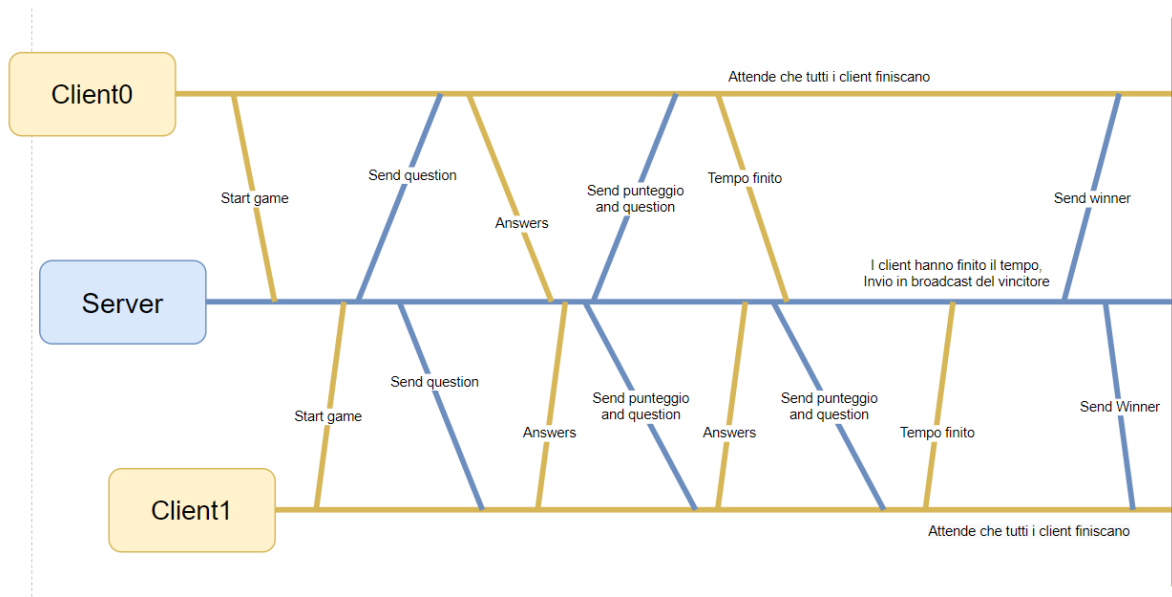 Attende che tutti i client finiscano
Client0
Send question
Tempo finito
Send punteggio
and question
Start game
Send winner
Answers
I client hanno finito il tempo,
Invio in broadcast del vincitore
Server
Send question
Send punteggio
and question
Send punteggio
and question
Send Winner
Start game
Answers
Answers
Tempo finito
Client1
Attende che tutti i client finiscano